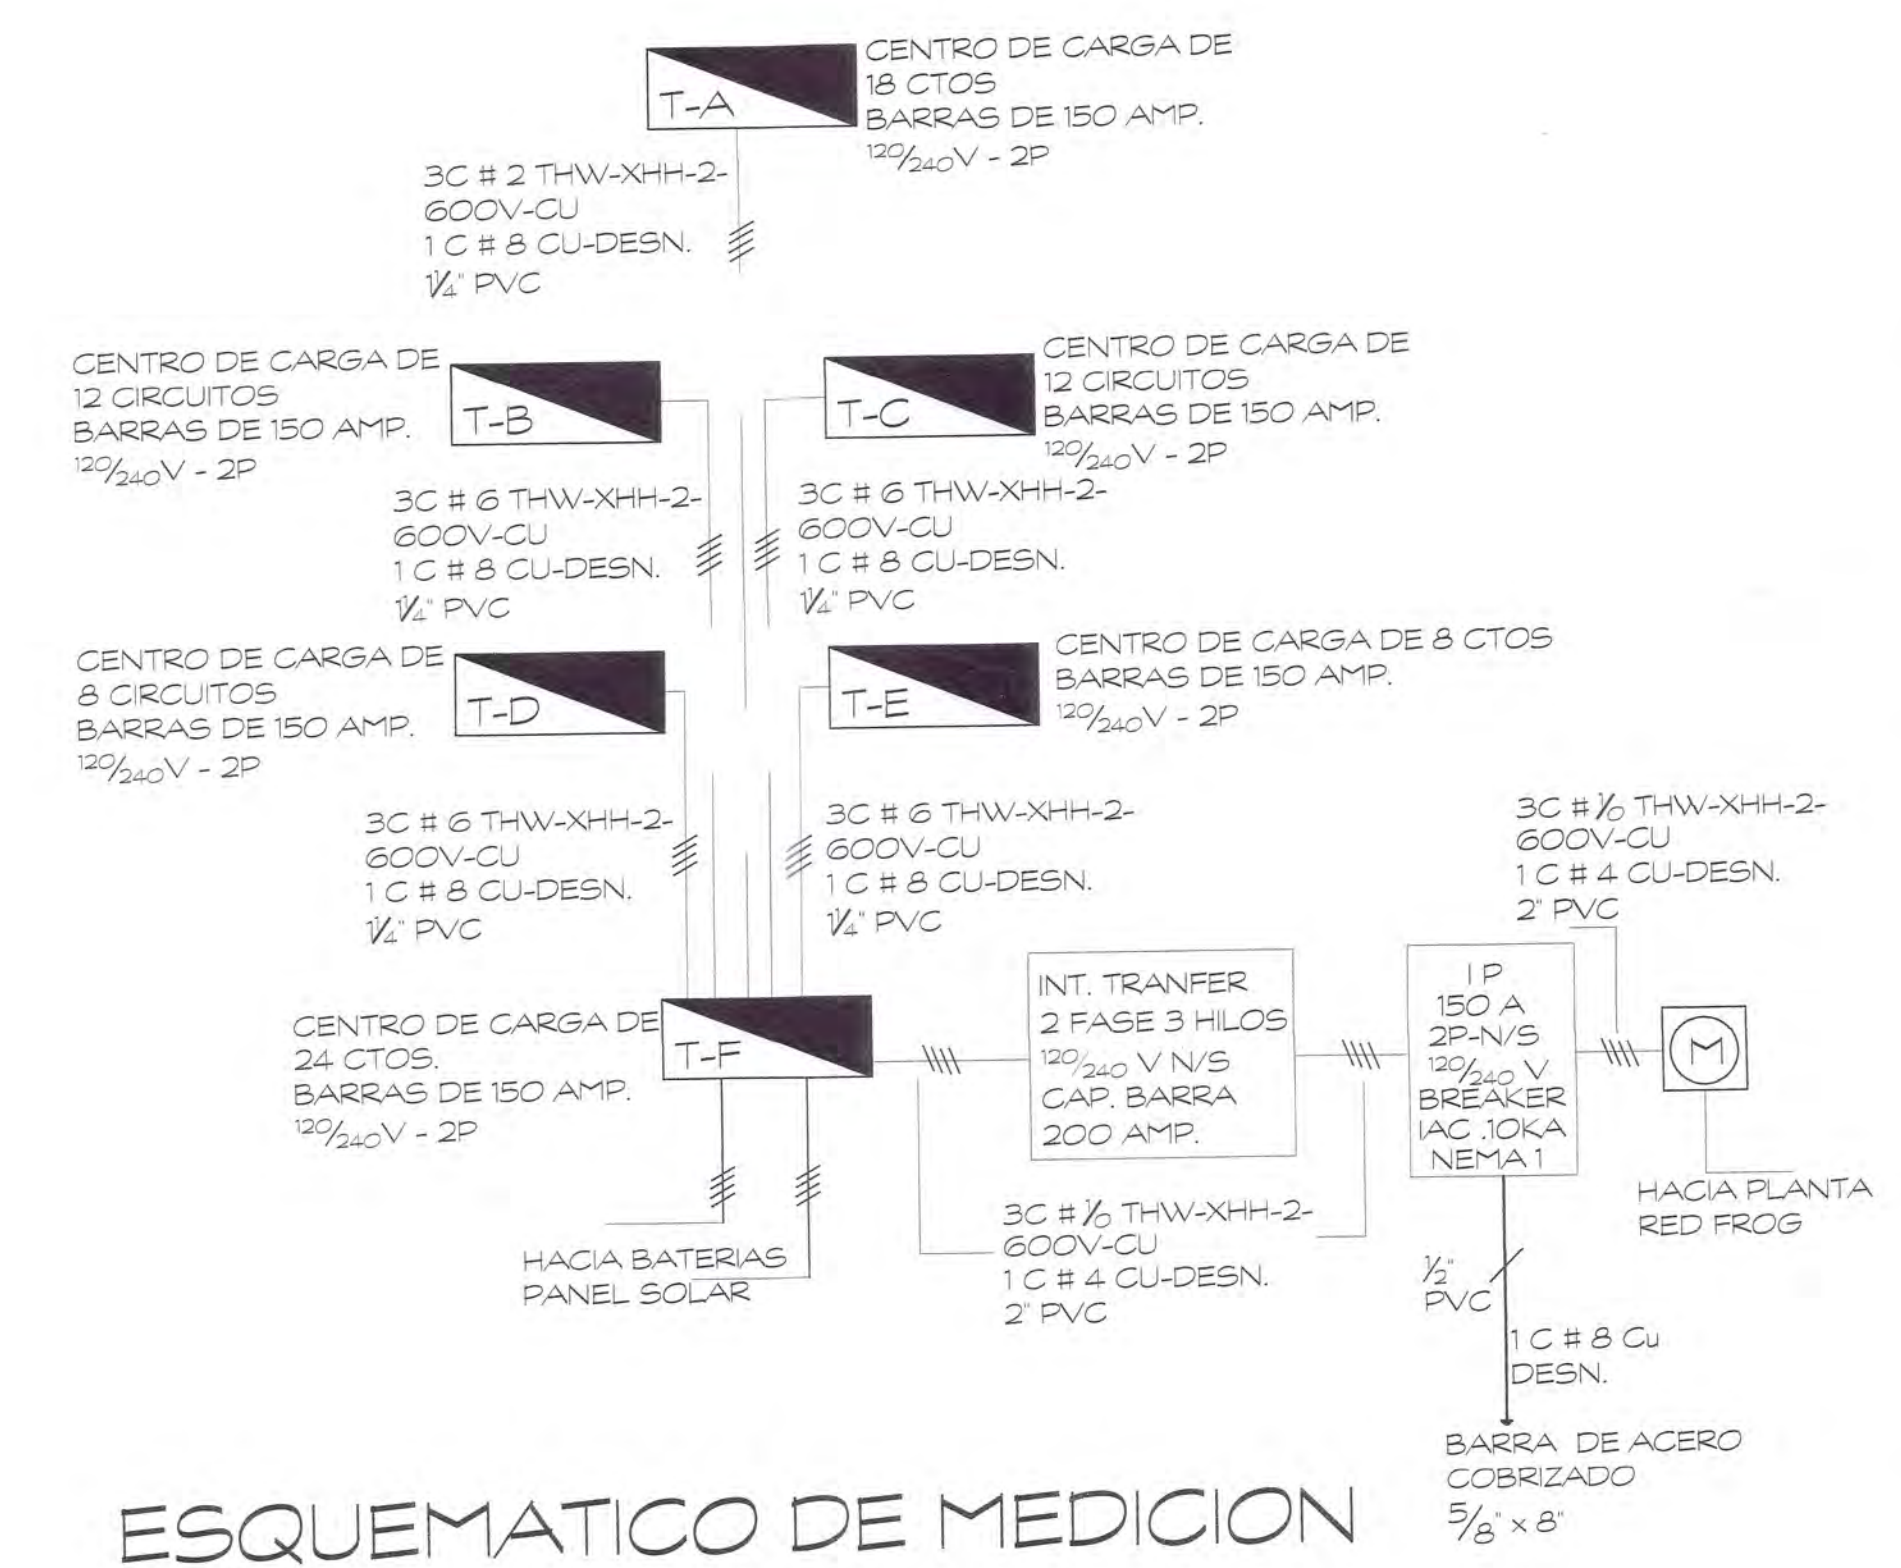 T-A
CENTRO DE CARGA DE
18 CTOS
BARRAS DE 150 AMP.
120/240V - 2P
3C # 2 THW-XHH-2-
600V-CU
1 C # 8 CU-DESN.
1 1/4" PVC
CENTRO DE CARGA DE
12 CIRCUITOS
BARRAS DE 150 AMP.
120/240V - 2P
T-B
T-C
CENTRO DE CARGA DE
12 CIRCUITOS
BARRAS DE 150 AMP.
120/240V - 2P
3C # 6 THW-XHH-2-
600V-CU
1 C # 8 CU-DESN.
1 1/4" PVC
3C # 6 THW-XHH-2-
600V-CU
1 C # 8 CU-DESN.
1 1/4" PVC
CENTRO DE CARGA DE
8 CIRCUITOS
BARRAS DE 150 AMP.
120/240V - 2P
T-D
T-E
CENTRO DE CARGA DE 8 CTOS
BARRAS DE 150 AMP.
120/240V - 2P
3C # 6 THW-XHH-2-
600V-CU
1 C # 8 CU-DESN.
1 1/4" PVC
3C # 6 THW-XHH-2-
600V-CU
1 C # 8 CU-DESN.
1 1/4" PVC
3C # 1/0 THW-XHH-2-
600V-CU
1 C # 4 CU-DESN.
2" PVC
CENTRO DE CARGA DE
24 CTOS.
BARRAS DE 150 AMP.
120/240V - 2P
T-F
INT. TRANFER
2 FASE 3 HILOS
120/240 V N/S
CAP. BARRA
200 AMP.
I P
150 A
2P-N/S
120/240 V
BREAKER
IAC .10KA
NEMA 1
M
HACIA PLANTA
RED FROG
HACIA BATERIAS
PANEL SOLAR
3C # 1/0 THW-XHH-2-
600V-CU
1 C # 4 CU-DESN.
2" PVC
1/2"
PVC
1 C # 8 Cu
DESN.
BARRA DE ACERO
COBRIZADO
5/8" x 8"
ESQUEMATICO DE MEDICION